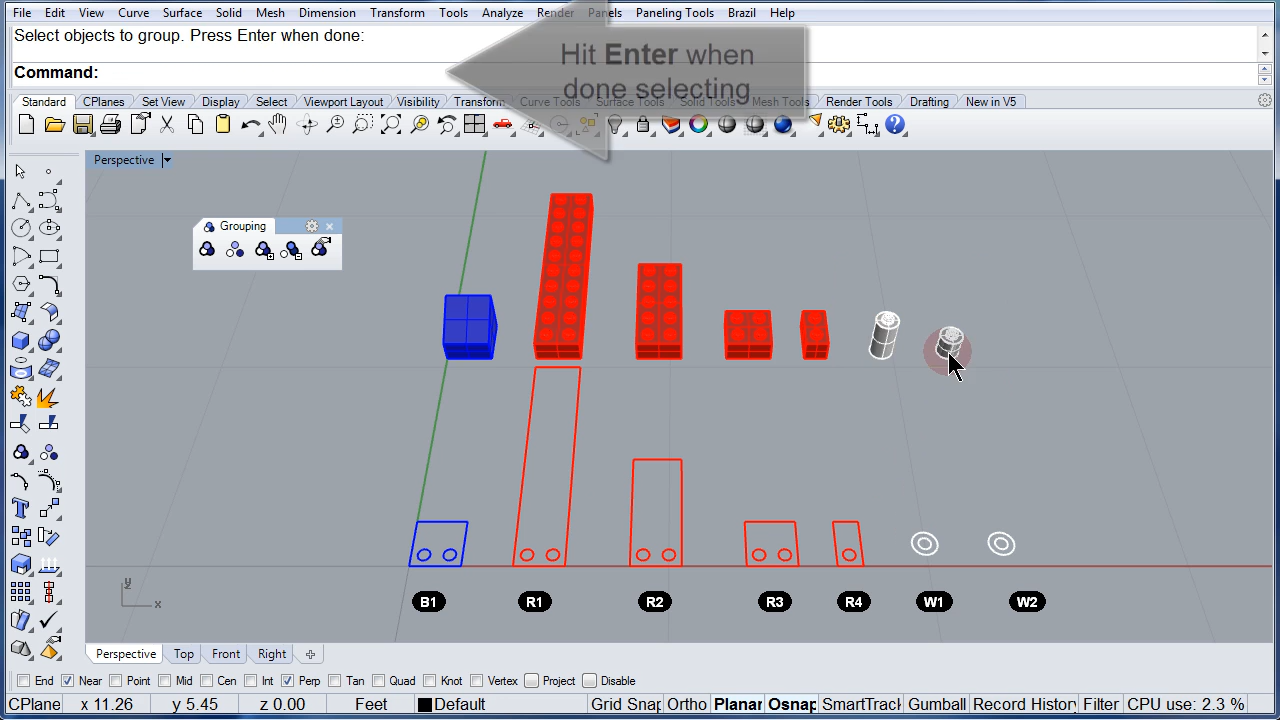 File Edit View Curve Surface Solid Mesh Dimension Transform Tools Analyze Render Panels Paneling Tools Brazil Help
Select objects to group. Press Enter when done:
Command:
Hit Enter when
done selecting
Standard CPlanes Set View Display Select Viewport Layout Visibility Transform Curve Tools Surface Tools Solid Tools Mesh Tools Render Tools Drafting New in V5
Perspective
Grouping
y
x
B1 R1 R2 R3 R4 W1 W2
Perspective Top Front Right
End Near Point Mid Cen Int Perp Tan Quad Knot Vertex Project Disable
CPlane x 11.26 y 5.45 z 0.00 Feet Default Grid Snap Ortho Planar Osnap SmartTrack Gumball Record History Filter CPU use: 2.3 %